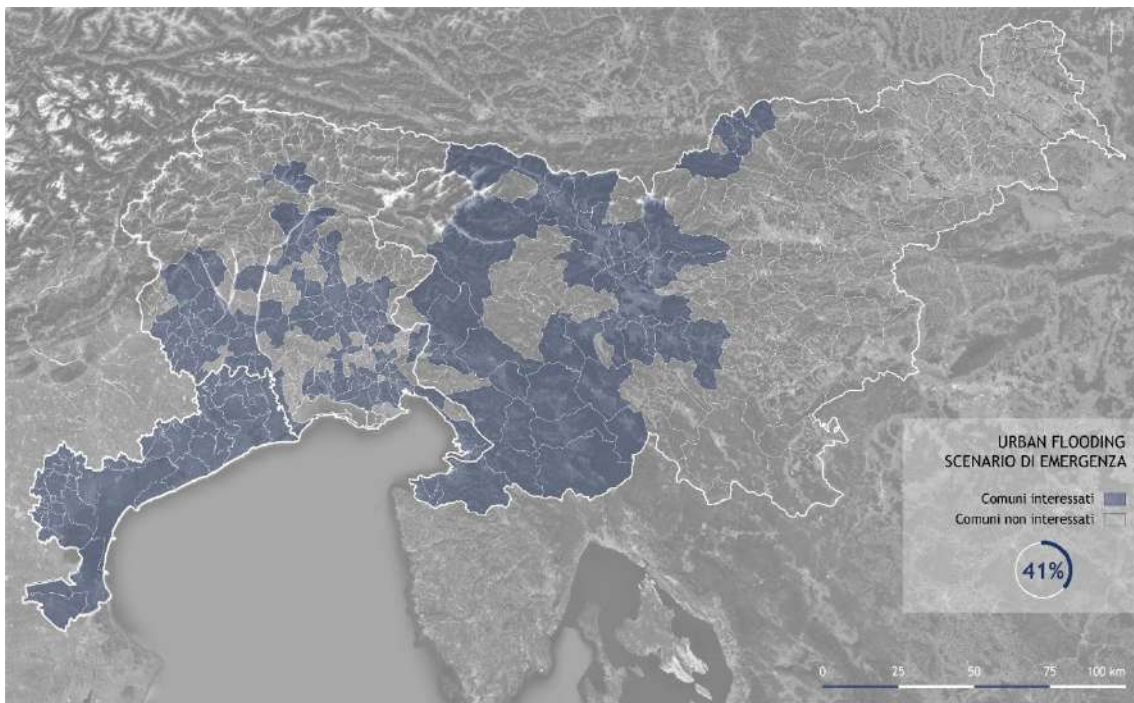 URBAN FLOODING
SCENARIO DI EMERGENZA
Comuni interessati
Comuni non interessati
41%
0 25 50 75 100 km